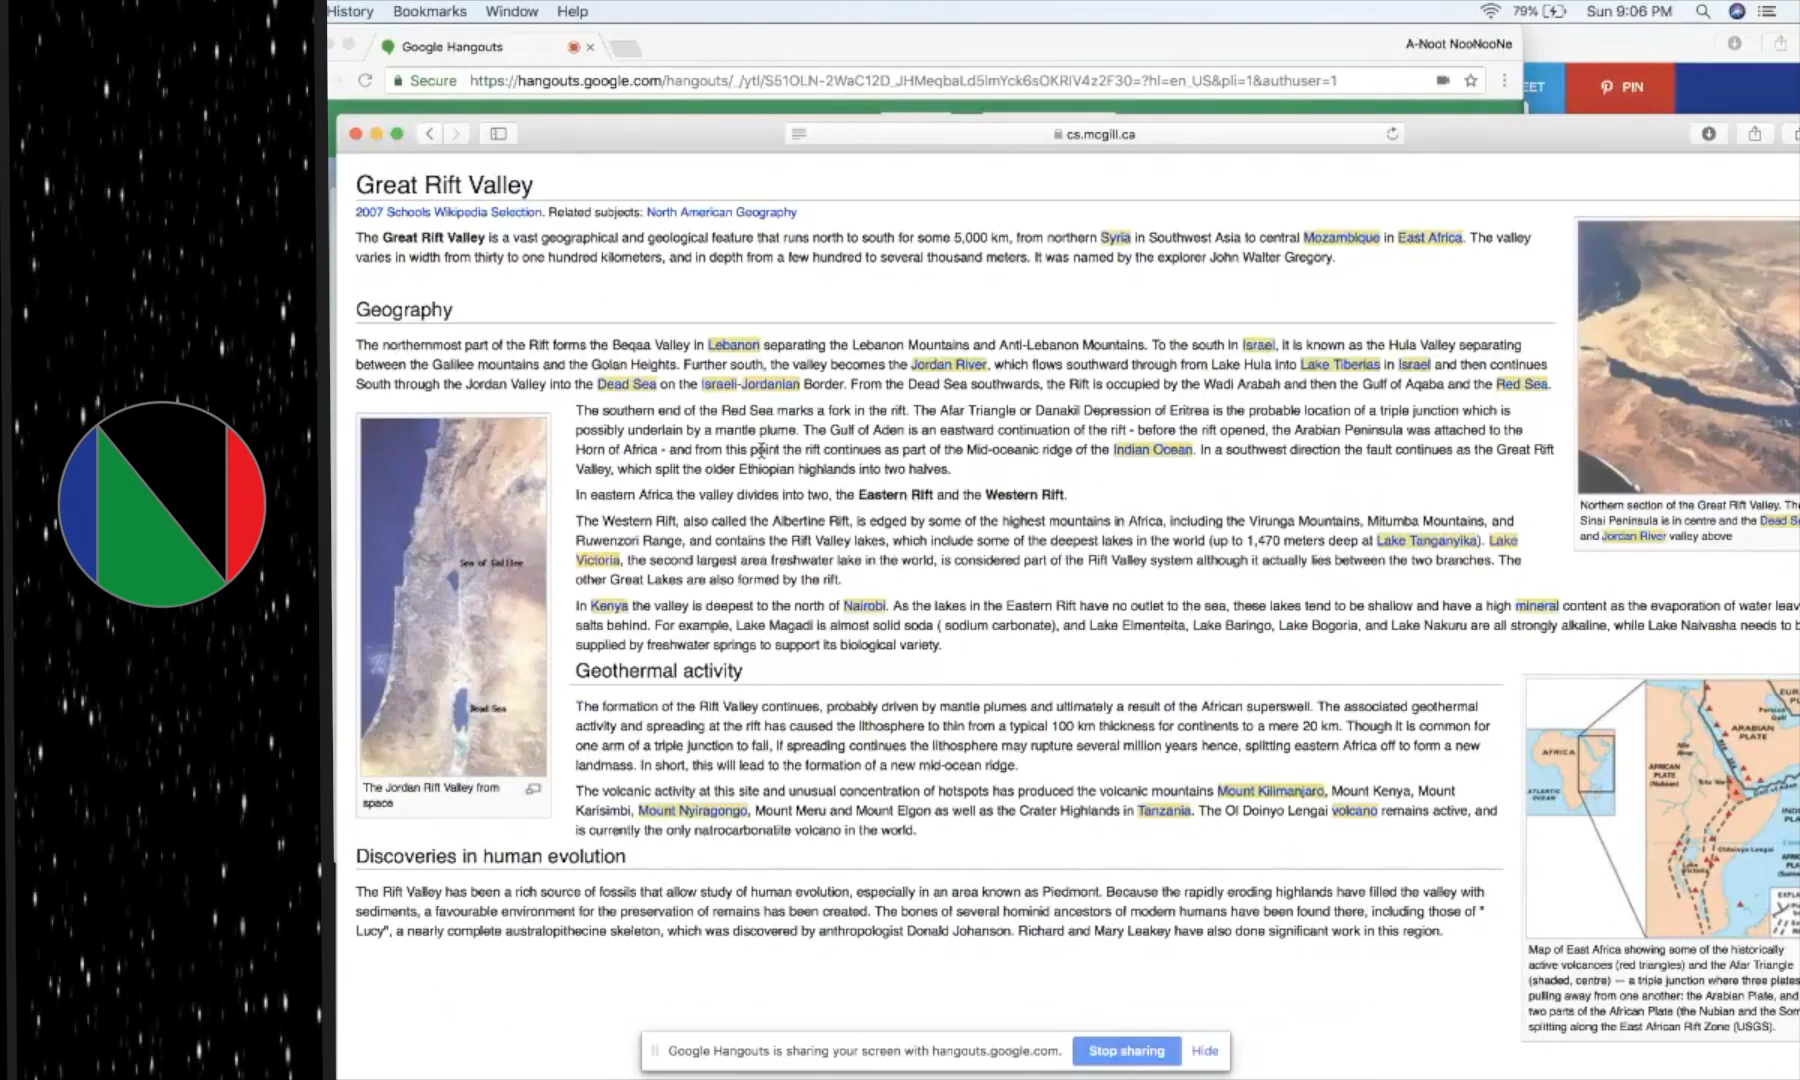 History Bookmarks Window Help 79% Sun 9:06 PM
Google Hangouts A-Noot NooNooNe
Secure https://hangouts.google.com/hangouts/_/ytl/S51OLN-2WaC12D_JHMeqbaLd5lmYck6sOKRIV4z2F30=?hl=en_US&pli=1&authuser=1
EET PIN
cs.mcgill.ca
Great Rift Valley
2007 Schools Wikipedia Selection. Related subjects: North American Geography
The Great Rift Valley is a vast geographical and geological feature that runs north to south for some 5,000 km, from northern Syria in Southwest Asia to central Mozambique in East Africa. The valley
varies in width from thirty to one hundred kilometers, and in depth from a few hundred to several thousand meters. It was named by the explorer John Walter Gregory.
Geography
The northernmost part of the Rift forms the Beqaa Valley in Lebanon separating the Lebanon Mountains and Anti-Lebanon Mountains. To the south in Israel, it is known as the Hula Valley separating
between the Galilee mountains and the Golan Heights. Further south, the valley becomes the Jordan River, which flows southward through from Lake Hula into Lake Tiberias in Israel and then continues
South through the Jordan Valley into the Dead Sea on the Israeli-Jordanian Border. From the Dead Sea southwards, the Rift is occupied by the Wadi Arabah and then the Gulf of Aqaba and the Red Sea.
The southern end of the Red Sea marks a fork in the rift. The Afar Triangle or Danakil Depression of Eritrea is the probable location of a triple junction which is
possibly underlain by a mantle plume. The Gulf of Aden is an eastward continuation of the rift - before the rift opened, the Arabian Peninsula was attached to the
Horn of Africa - and from this point the rift continues as part of the Mid-oceanic ridge of the Indian Ocean. In a southwest direction the fault continues as the Great Rift
Valley, which split the older Ethiopian highlands into two halves.
In eastern Africa the valley divides into two, the Eastern Rift and the Western Rift.
The Western Rift, also called the Albertine Rift, is edged by some of the highest mountains in Africa, including the Virunga Mountains, Mitumba Mountains, and
Ruwenzori Range, and contains the Rift Valley lakes, which include some of the deepest lakes in the world (up to 1,470 meters deep at Lake Tanganyika). Lake
Victoria, the second largest area freshwater lake in the world, is considered part of the Rift Valley system although it actually lies between the two branches. The
other Great Lakes are also formed by the rift.
In Kenya the valley is deepest to the north of Nairobi. As the lakes in the Eastern Rift have no outlet to the sea, these lakes tend to be shallow and have a high mineral content as the evaporation of water leav
salts behind. For example, Lake Magadi is almost solid soda ( sodium carbonate), and Lake Elmenteita, Lake Baringo, Lake Bogoria, and Lake Nakuru are all strongly alkaline, while Lake Naivasha needs to b
supplied by freshwater springs to support its biological variety.
Sea of Galilee
Dead Sea
The Jordan Rift Valley from
space
Northern section of the Great Rift Valley. The
Sinai Peninsula is in centre and the Dead Se
and Jordan River valley above
Geothermal activity
The formation of the Rift Valley continues, probably driven by mantle plumes and ultimately a result of the African superswell. The associated geothermal
activity and spreading at the rift has caused the lithosphere to thin from a typical 100 km thickness for continents to a mere 20 km. Though it is common for
one arm of a triple junction to fail, if spreading continues the lithosphere may rupture several million years hence, splitting eastern Africa off to form a new
landmass. In short, this will lead to the formation of a new mid-ocean ridge.
The volcanic activity at this site and unusual concentration of hotspots has produced the volcanic mountains Mount Kilimanjaro, Mount Kenya, Mount
Karisimbi, Mount Nyiragongo, Mount Meru and Mount Elgon as well as the Crater Highlands in Tanzania. The Ol Doinyo Lengai volcano remains active, and
is currently the only natrocarbonatite volcano in the world.
Discoveries in human evolution
The Rift Valley has been a rich source of fossils that allow study of human evolution, especially in an area known as Piedmont. Because the rapidly eroding highlands have filled the valley with
sediments, a favourable environment for the preservation of remains has been created. The bones of several hominid ancestors of modern humans have been found there, including those of "
Lucy", a nearly complete australopithecine skeleton, which was discovered by anthropologist Donald Johanson. Richard and Mary Leakey have also done significant work in this region.
AFRICA
ATLANTIC
OCEAN
ARABIAN
PLATE
AFRICAN
PLATE
(Nubian)
Map of East Africa showing some of the historically
active volcanoes (red triangles) and the Afar Triangle
(shaded, centre) — a triple junction where three plates
pulling away from one another: the Arabian Plate, and
two parts of the African Plate (the Nubian and the Som
splitting along the East African Rift Zone (USGS).
Google Hangouts is sharing your screen with hangouts.google.com. Stop sharing Hide